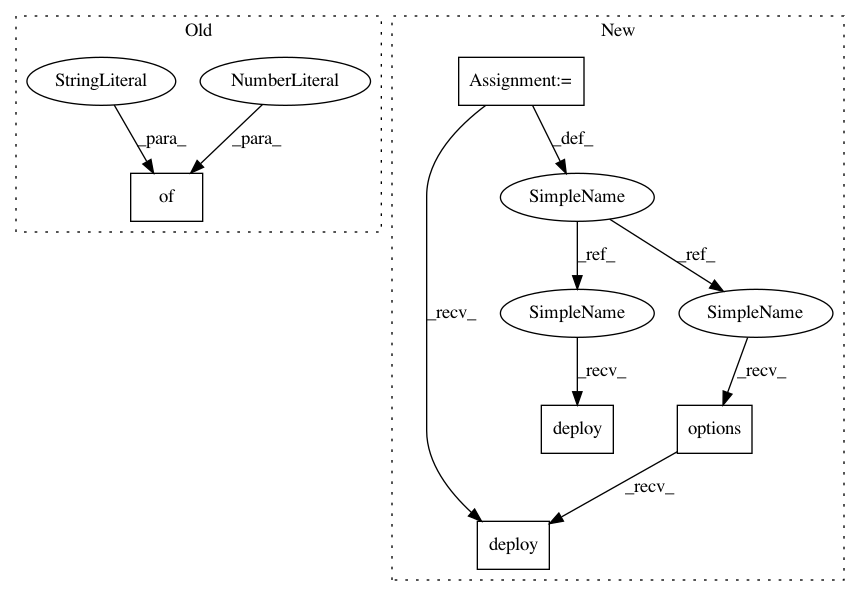 Old
New
StringLiteral
NumberLiteral
Assignment:=
_para_
_para_
_def_
of
SimpleName
_ref_
_ref_
_recv_
SimpleName
SimpleName
_recv_
_recv_
deploy
options
_recv_
deploy